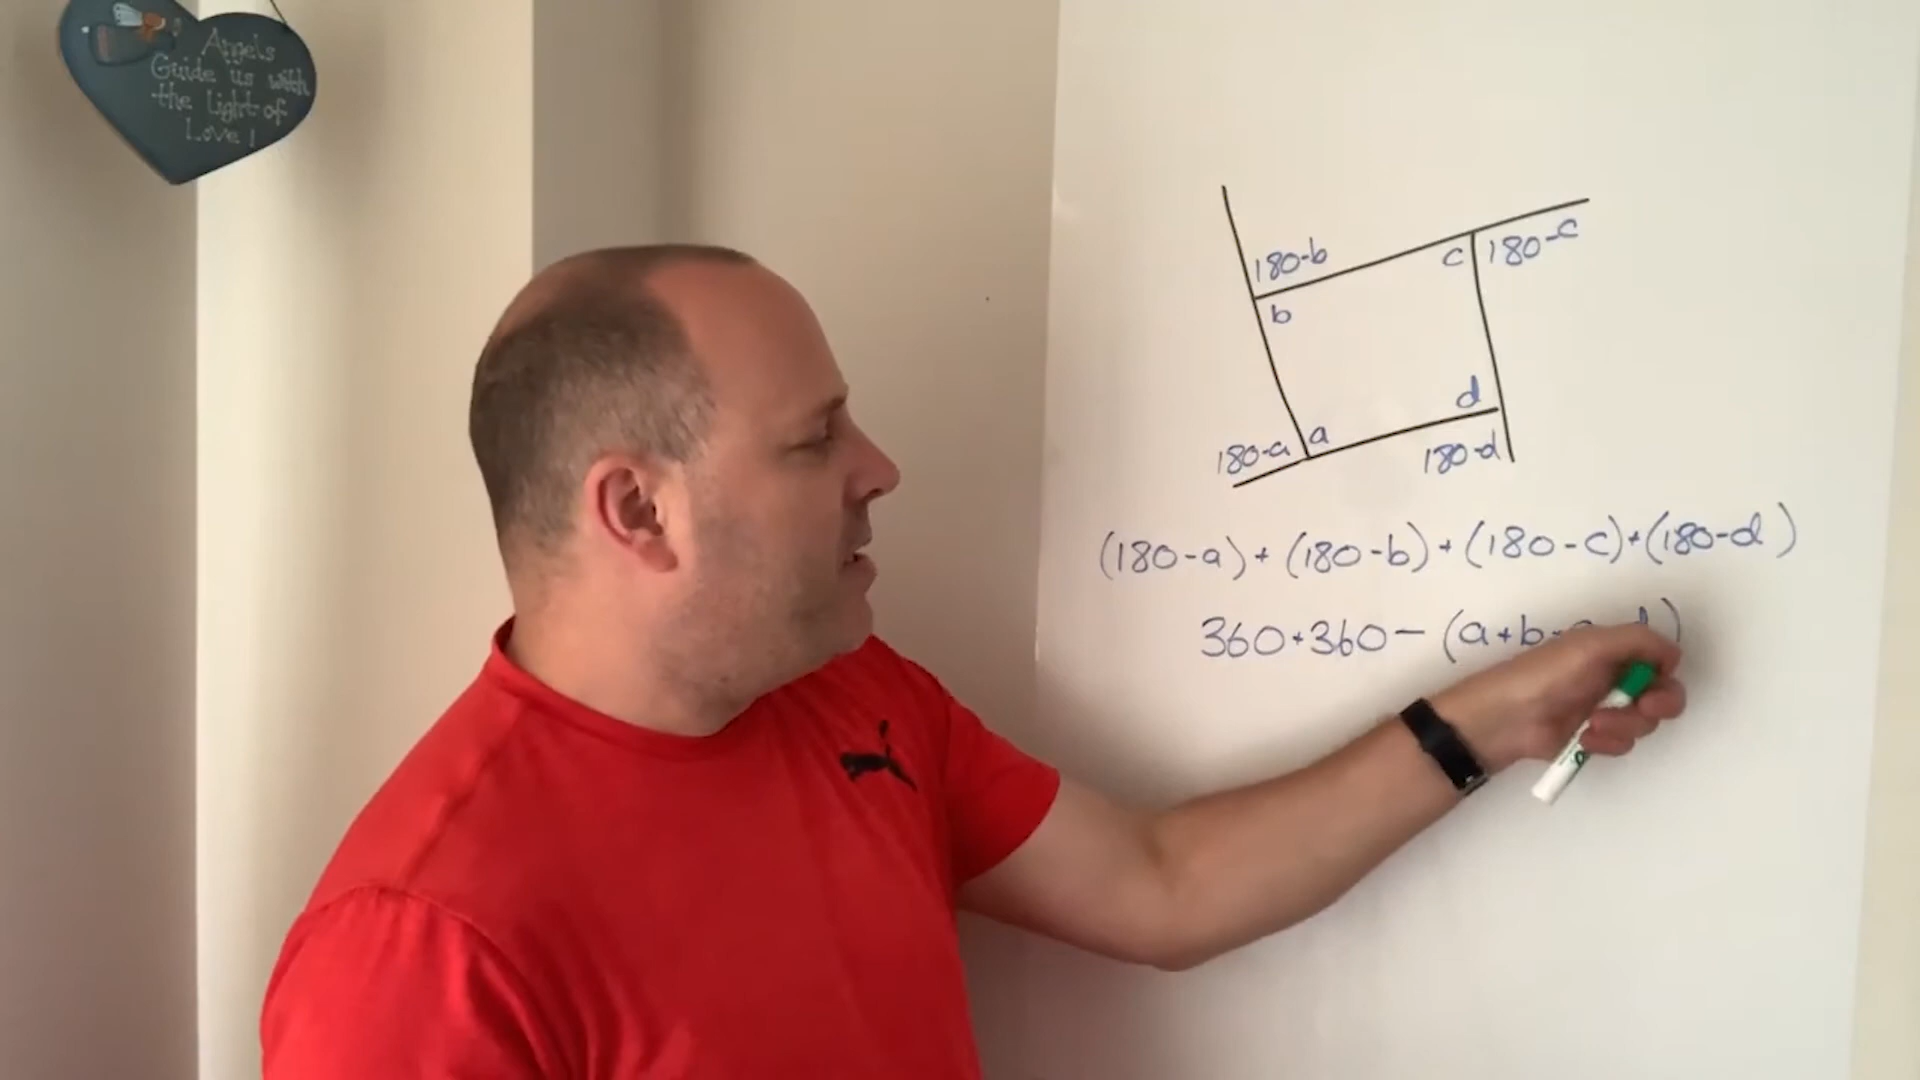 Angels
Guide us with
the Light of
Love!
180-b
c
180-c
b
d
a
180-a
180-d
(180-a)+(180-b)+(180-c)+(180-d)
360+360-(a+b